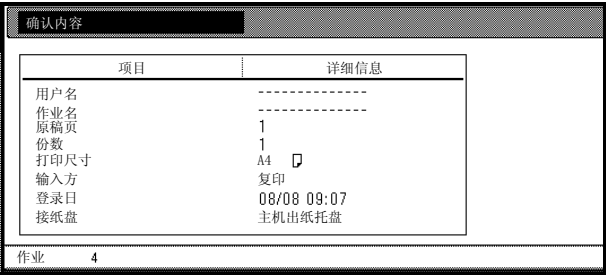 确认内容
项目 详细信息
用户名 --------------
作业名 --------------
原稿页 1
份数 1
打印尺寸 A4
输入方 复印
登录日 08/08 09:07
接纸盘 主机出纸托盘
作业 4